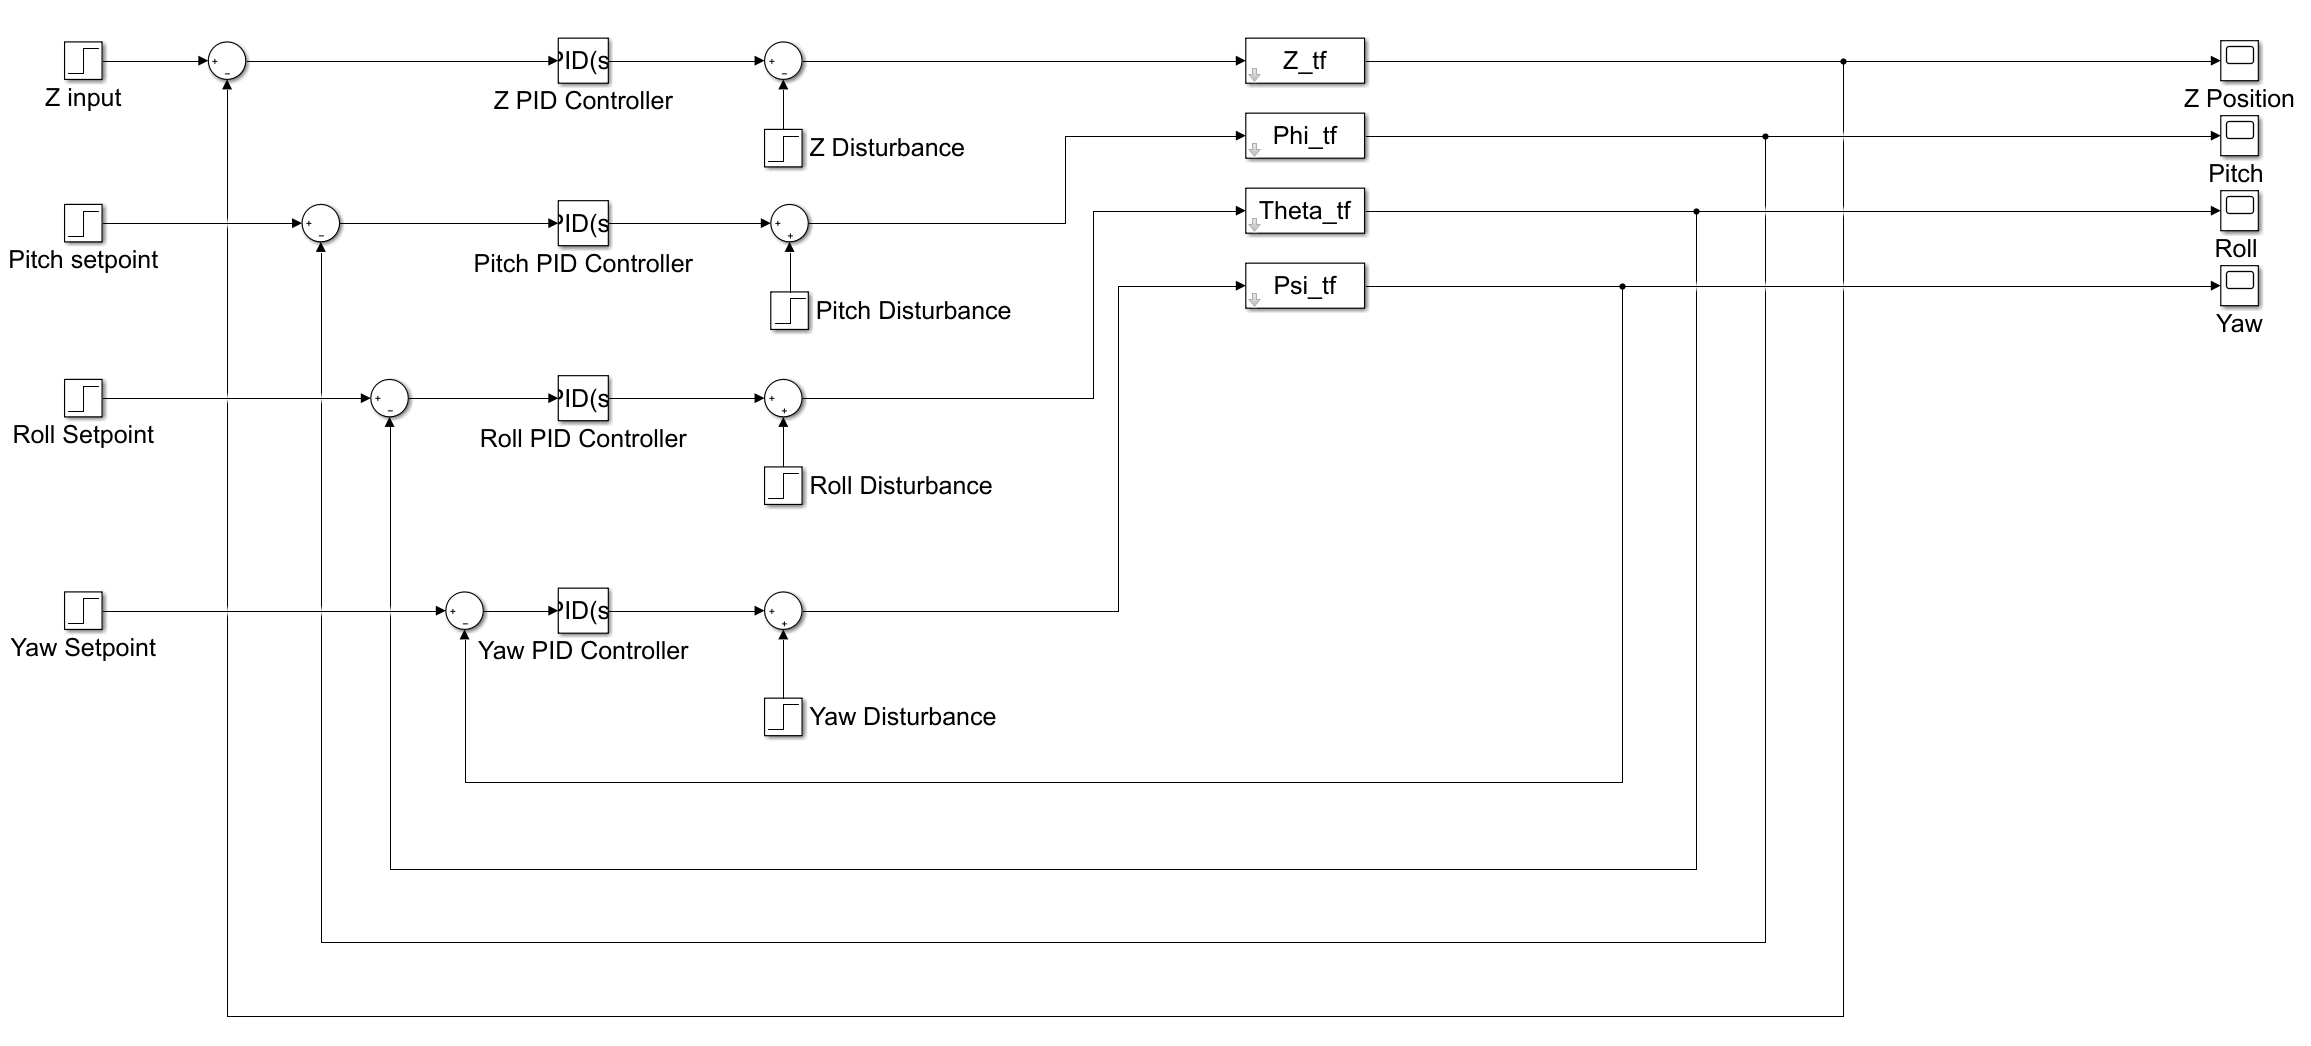 PID(s
Z_tf
Z input
Z PID Controller
Z Position
Phi_tf
Z Disturbance
Pitch
PID(s
Theta_tf
Pitch setpoint
Pitch PID Controller
Roll
Psi_tf
Pitch Disturbance
Yaw
PID(s
Roll Setpoint
Roll PID Controller
Roll Disturbance
PID(s
Yaw Setpoint
Yaw PID Controller
Yaw Disturbance